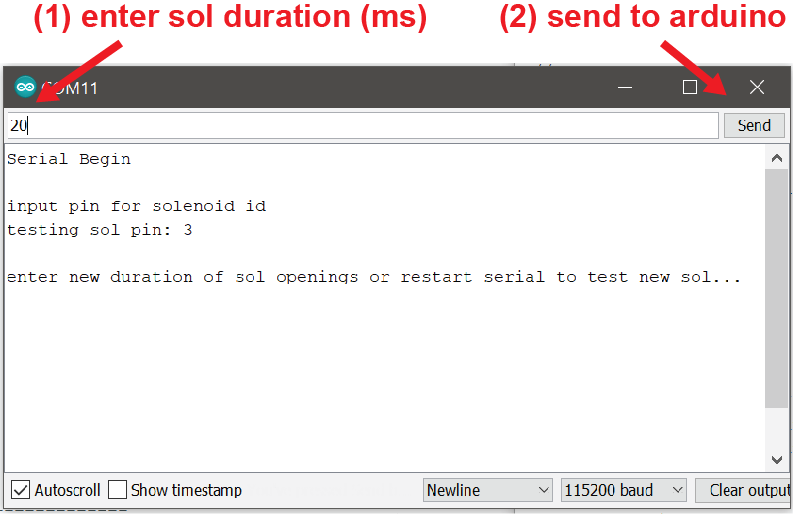 (1) enter sol duration (ms) (2) send to arduino
COM11
20 Send
Serial Begin
input pin for solenoid id
testing sol pin: 3
enter new duration of sol openings or restart serial to test new sol...
Autoscroll Show timestamp Newline 115200 baud Clear output